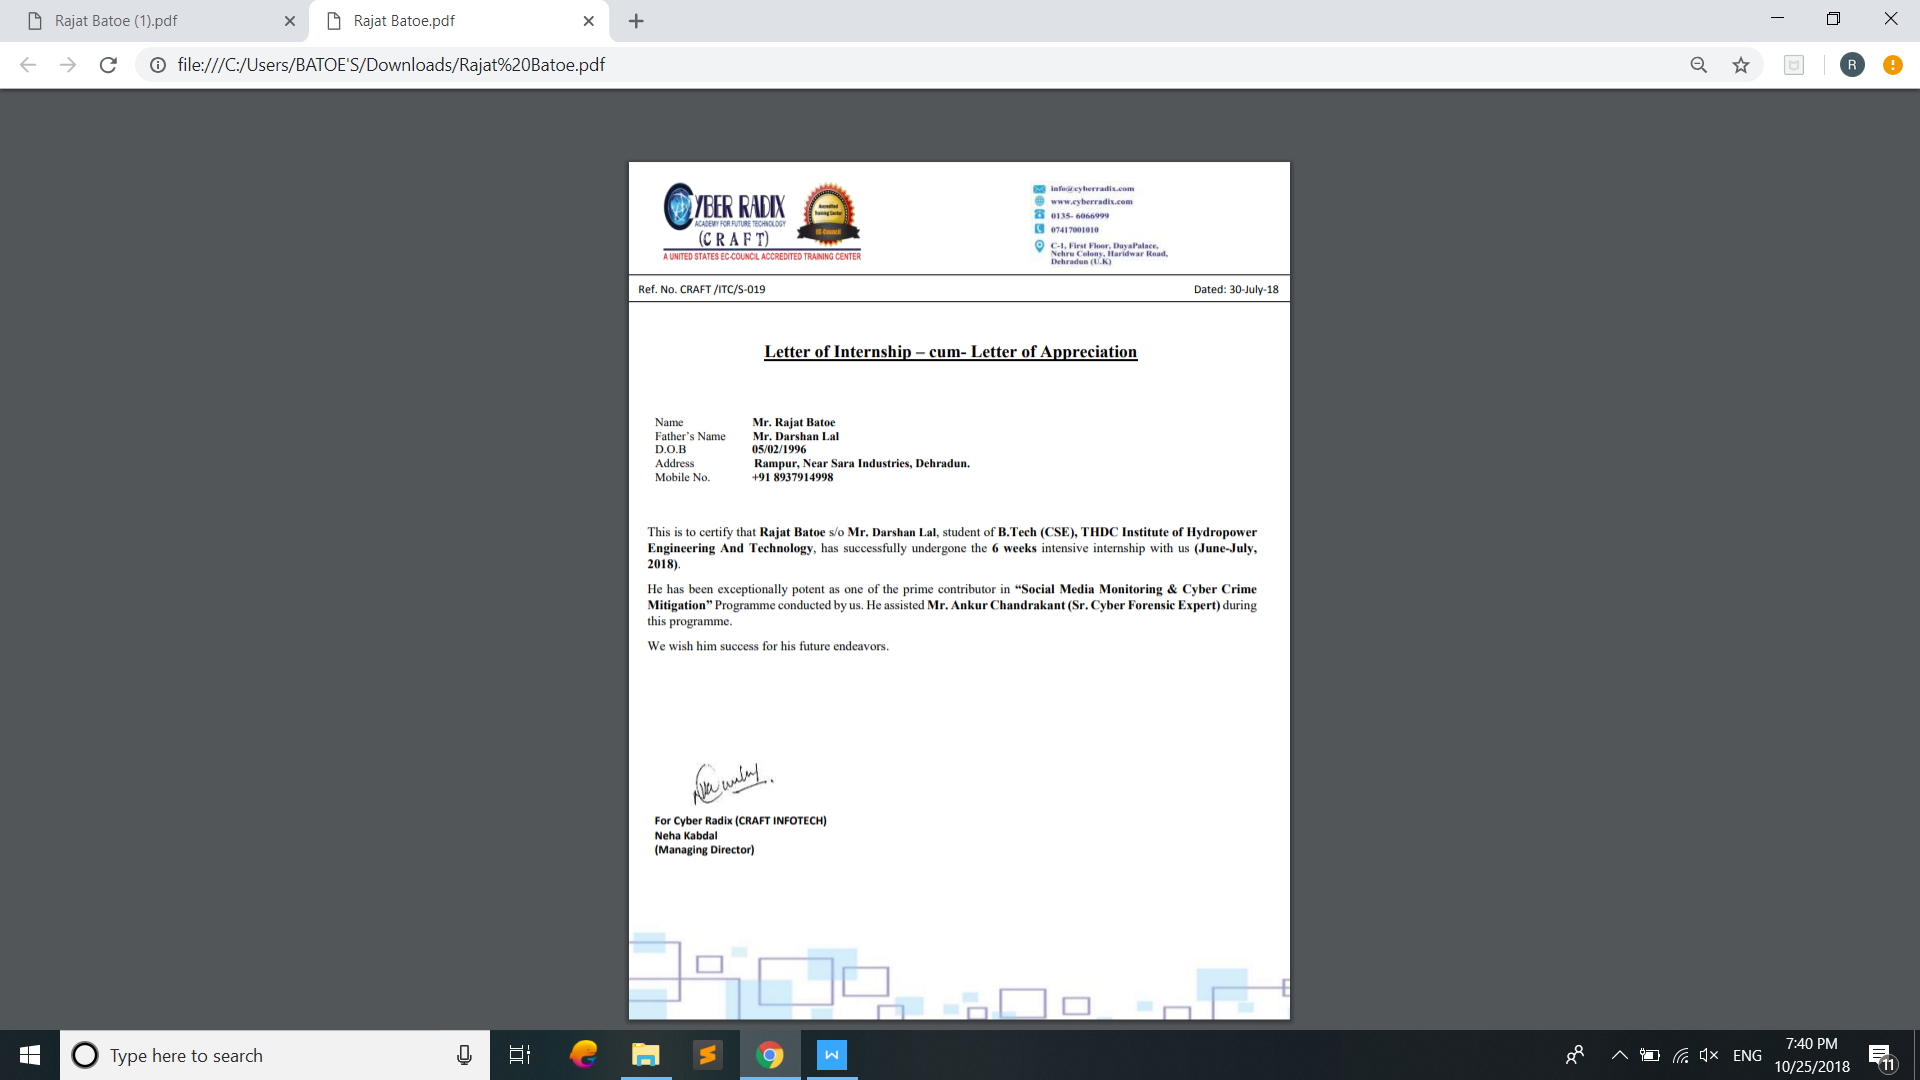 Rajat Batoe (1).pdf
Rajat Batoe.pdf
file:///C:/Users/BATOE'S/Downloads/Rajat%20Batoe.pdf
R
CYBER RADIX
ACADEMY FOR FUTURE TECHNOLOGY
(C R A F T)
A UNITED STATES EC-COUNCIL ACCREDITED TRAINING CENTER
Accredited
Training Center
EC-Council
info@cyberradix.com
www.cyberradix.com
0135- 6066999
07417001010
C-1, First Floor, DayaPalace,
Nehru Colony, Haridwar Road,
Dehradun (U.K)
Ref. No. CRAFT /ITC/S-019
Dated: 30-July-18
Letter of Internship – cum- Letter of Appreciation
Name Mr. Rajat Batoe
Father's Name Mr. Darshan Lal
D.O.B 05/02/1996
Address Rampur, Near Sara Industries, Dehradun.
Mobile No. +91 8937914998
This is to certify that Rajat Batoe s/o Mr. Darshan Lal, student of B.Tech (CSE), THDC Institute of Hydropower
Engineering And Technology, has successfully undergone the 6 weeks intensive internship with us (June-July,
2018).
He has been exceptionally potent as one of the prime contributor in “Social Media Monitoring & Cyber Crime
Mitigation” Programme conducted by us. He assisted Mr. Ankur Chandrakant (Sr. Cyber Forensic Expert) during
this programme.
We wish him success for his future endeavors.
For Cyber Radix (CRAFT INFOTECH)
Neha Kabdal
(Managing Director)
Type here to search
ENG
7:40 PM
10/25/2018
11